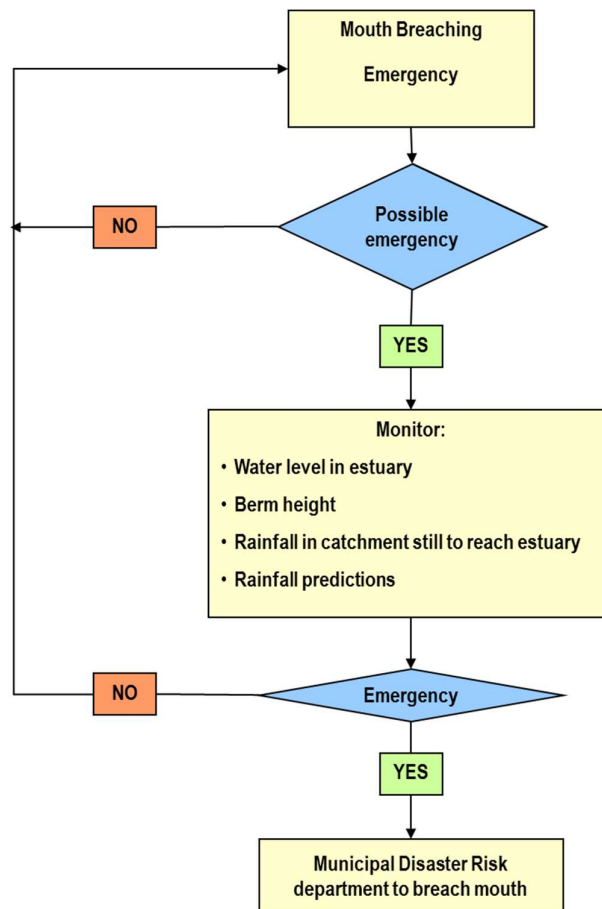 Mouth Breaching
Emergency
Possible
emergency
NO
YES
Monitor:
• Water level in estuary
• Berm height
• Rainfall in catchment still to reach estuary
• Rainfall predictions
Emergency
NO
YES
Municipal Disaster Risk
department to breach mouth